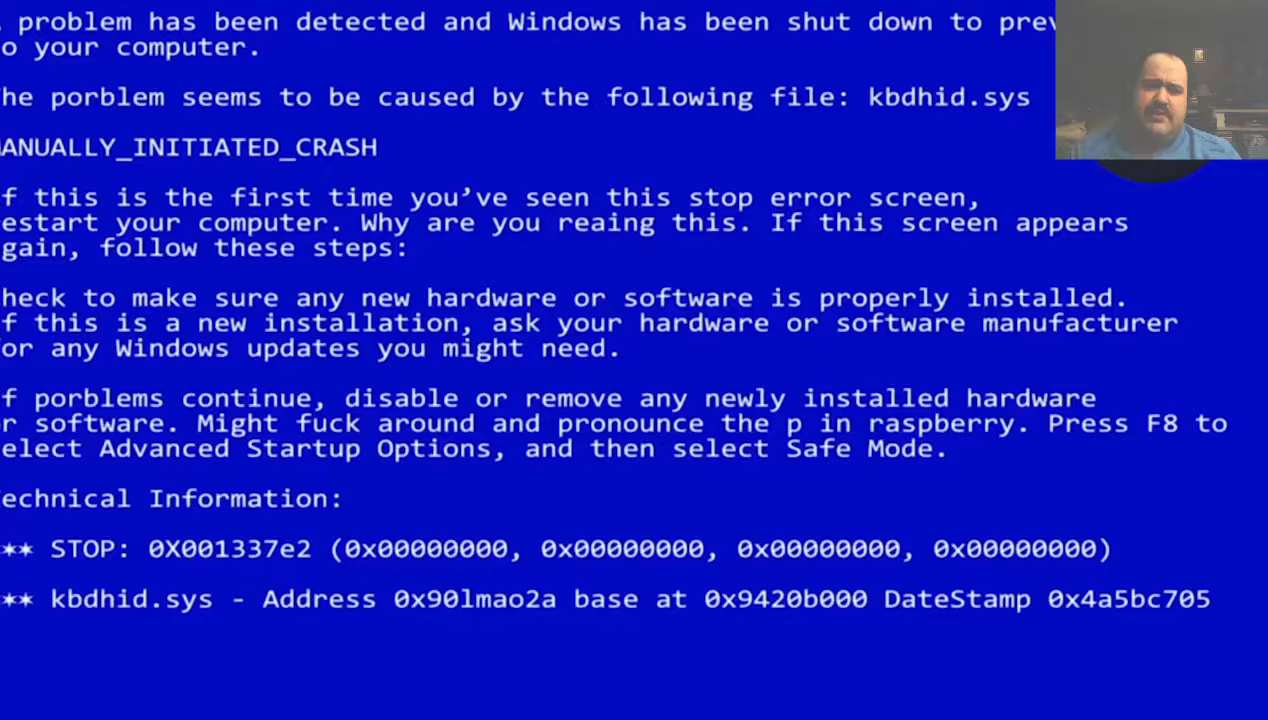 problem has been detected and Windows has been shut down to prev
o your computer.
he porblem seems to be caused by the following file: kbdhid.sys
ANUALLY_INITIATED_CRASH
f this is the first time you’ve seen this stop error screen,
estart your computer. Why are you reaing this. If this screen appears
gain, follow these steps:
heck to make sure any new hardware or software is properly installed.
f this is a new installation, ask your hardware or software manufacturer
or any Windows updates you might need.
f porblems continue, disable or remove any newly installed hardware
r software. Might fuck around and pronounce the p in raspberry. Press F8 to
elect Advanced Startup Options, and then select Safe Mode.
echnical Information:
** STOP: 0X001337e2 (0x00000000, 0x00000000, 0x00000000, 0x00000000)
** kbdhid.sys - Address 0x90lmao2a base at 0x9420b000 DateStamp 0x4a5bc705